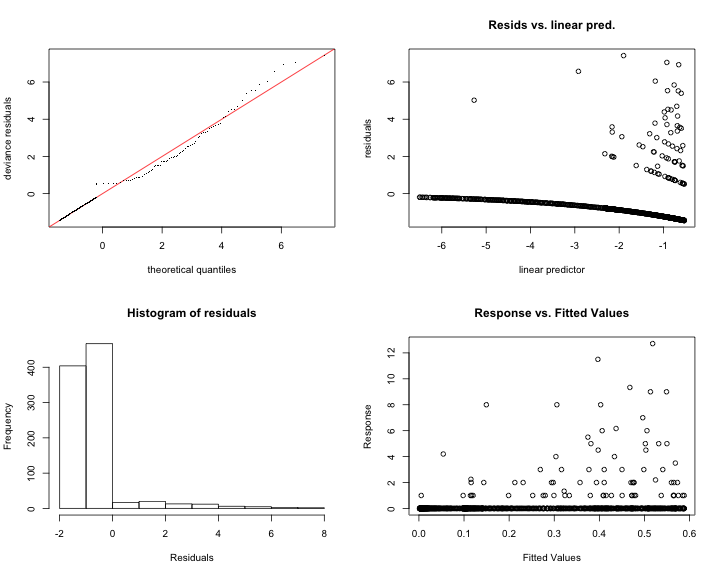 deviance residuals
6
4
2
0
0 2 4 6
theoretical quantiles
Resids vs. linear pred.
residuals
6
4
2
0
-6 -5 -4 -3 -2 -1
linear predictor
Histogram of residuals
Frequency
400
300
200
100
0
-2 0 2 4 6 8
Residuals
Response vs. Fitted Values
Response
12
10
8
6
4
2
0
0.0 0.1 0.2 0.3 0.4 0.5 0.6
Fitted Values